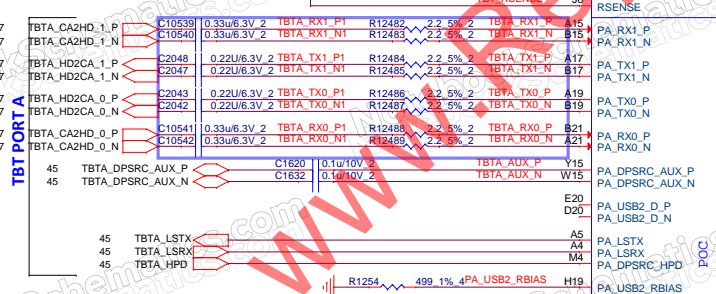 RSENSE
TBTA_CA2HD_1_P C10539 0.33u/6.3V_2 TBTA_RX1_P1 R12482 2.2_5%_2 TBTA_RX1_P A15 PA_RX1_P
TBTA_CA2HD_1_N C10540 0.33u/6.3V_2 TBTA_RX1_N1 R12483 2.2_5%_2 TBTA_RX1_N B15 PA_RX1_N
TBTA_HD2CA_1_P C2048 0.22U/6.3V_2 TBTA_TX1_P1 R12484 2.2_5%_2 TBTA_TX1_P A17 PA_TX1_P
TBTA_HD2CA_1_N C2047 0.22U/6.3V_2 TBTA_TX1_N1 R12485 2.2_5%_2 TBTA_TX1_N B17 PA_TX1_N
TBTA_HD2CA_0_P C2043 0.22U/6.3V_2 TBTA_TX0_P1 R12486 2.2_5%_2 TBTA_TX0_P A19 PA_TX0_P
TBTA_HD2CA_0_N C2042 0.22U/6.3V_2 TBTA_TX0_N1 R12487 2.2_5%_2 TBTA_TX0_N B19 PA_TX0_N
TBTA_CA2HD_0_P C10541 0.33u/6.3V_2 TBTA_RX0_P1 R12488 2.2_5%_2 TBTA_RX0_P B21 PA_RX0_P
TBTA_CA2HD_0_N C10542 0.33u/6.3V_2 TBTA_RX0_N1 R12489 2.2_5%_2 TBTA_RX0_N A21 PA_RX0_N
TBT PORT A
45 TBTA_DPSRC_AUX_P C1620 0.1u/10V_2 TBTA_AUX_P Y15 PA_DPSRC_AUX_P
45 TBTA_DPSRC_AUX_N C1632 0.1u/10V_2 TBTA_AUX_N W15 PA_DPSRC_AUX_N
E20 PA_USB2_D_P
D20 PA_USB2_D_N
45 TBTA_LSTX A5 PA_LSTX
45 TBTA_LSRX A4 PA_LSRX
45 TBTA_HPD M4 PA_DPSRC_HPD
POC
R1254 499_1%_4 PA_USB2_RBIAS H19 PA_USB2_RBIAS